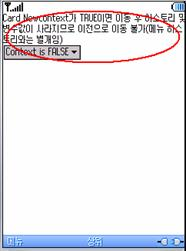 Card Newcontext가 TRUE이면 이동 후 히스토리 및
변수값이 사라지므로 이전으로 이동 불가(메뉴 히스
토리와는 별개임)
Context is FALSE
메뉴